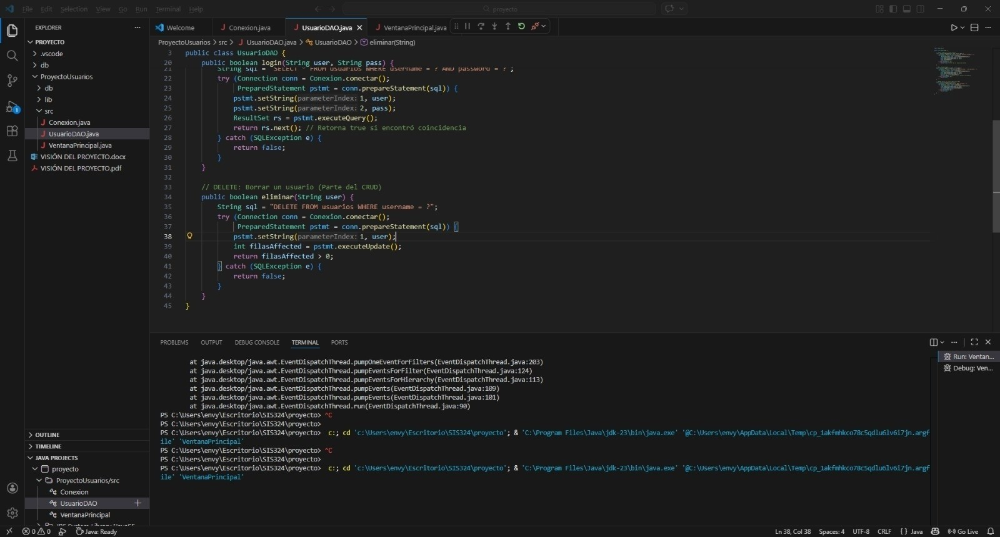 File Edit Selection View Go Run Terminal Help
proyecto
EXPLORER
Welcome
Conexion.java
UsuarioDAO.java
VentanaPrincipal.java
PROYECTO
.vscode
db
ProyectoUsuarios
db
lib
src
Conexion.java
UsuarioDAO.java
VentanaPrincipal.java
VISIÓN DEL PROYECTO.docx
VISIÓN DEL PROYECTO.pdf
1
OUTLINE
TIMELINE
JAVA PROJECTS
proyecto
ProyectoUsuarios/src
Conexion
UsuarioDAO
VentanaPrincipal
ProyectoUsuarios > src > UsuarioDAO.java > UsuarioDAO > eliminar(String)
3 public class UsuarioDAO {
20 public boolean login(String user, String pass) {
21 String sql = "SELECT * FROM usuarios WHERE username = ? AND password = ?";
22 try (Connection conn = Conexion.conectar();
23 PreparedStatement pstmt = conn.prepareStatement(sql)) {
24 pstmt.setString(parameterIndex: 1, user);
25 pstmt.setString(parameterIndex: 2, pass);
26 ResultSet rs = pstmt.executeQuery();
27 return rs.next(); // Retorna true si encontró coincidencia
28 } catch (SQLException e) {
29 return false;
30 }
31 }
32
33 // DELETE: Borrar un usuario (Parte del CRUD)
34 public boolean eliminar(String user) {
35 String sql = "DELETE FROM usuarios WHERE username = ?";
36 try (Connection conn = Conexion.conectar();
37 PreparedStatement pstmt = conn.prepareStatement(sql)) {
38 pstmt.setString(parameterIndex: 1, user);
39 int filasAffected = pstmt.executeUpdate();
40 return filasAffected > 0;
41 } catch (SQLException e) {
42 return false;
43 }
44 }
45 }
PROBLEMS OUTPUT DEBUG CONSOLE TERMINAL PORTS
at java.desktop/java.awt.EventDispatchThread.pumpOneEventForFilters(EventDispatchThread.java:203)
at java.desktop/java.awt.EventDispatchThread.pumpEventsForFilter(EventDispatchThread.java:124)
at java.desktop/java.awt.EventDispatchThread.pumpEventsForHierarchy(EventDispatchThread.java:113)
at java.desktop/java.awt.EventDispatchThread.pumpEvents(EventDispatchThread.java:109)
at java.desktop/java.awt.EventDispatchThread.pumpEvents(EventDispatchThread.java:101)
at java.desktop/java.awt.EventDispatchThread.run(EventDispatchThread.java:90)
PS C:\Users\envy\Escritorio\SIS324\proyecto> ^C
PS C:\Users\envy\Escritorio\SIS324\proyecto>
PS C:\Users\envy\Escritorio\SIS324\proyecto> c:; cd 'c:\Users\envy\Escritorio\SIS324\proyecto'; & 'C:\Program Files\Java\jdk-23\bin\java.exe' '@C:\Users\envy\AppData\Local\Temp\cp_1akfmhkco78c5qdlu6lv6i7jn.argf
ile' 'VentanaPrincipal'
PS C:\Users\envy\Escritorio\SIS324\proyecto> ^C
PS C:\Users\envy\Escritorio\SIS324\proyecto>
PS C:\Users\envy\Escritorio\SIS324\proyecto> c:; cd 'c:\Users\envy\Escritorio\SIS324\proyecto'; & 'C:\Program Files\Java\jdk-23\bin\java.exe' '@C:\Users\envy\AppData\Local\Temp\cp_1akfmhkco78c5qdlu6lv6i7jn.argf
ile' 'VentanaPrincipal'
Run: Ventan...
Debug: Ven...
0 0 Java: Ready
Ln 38, Col 38 Spaces: 4 UTF-8 CRLF { } Java Go Live